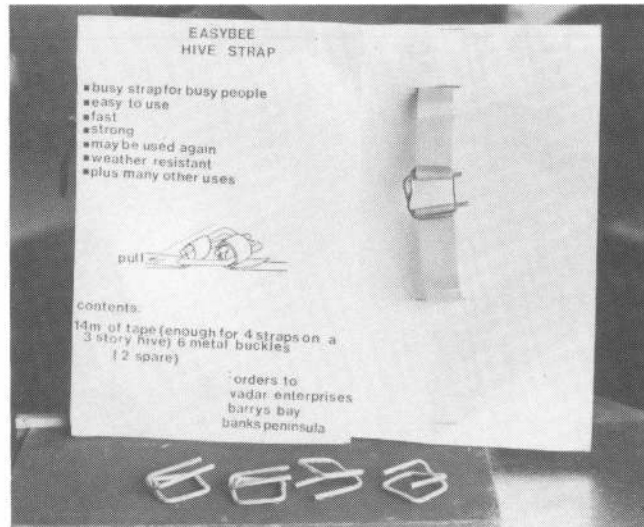 EASYBEE
HIVE STRAP
▪busy strap for busy people
▪easy to use
▪fast
▪strong
▪may be used again
▪weather resistant
▪plus many other uses
pull
contents:
14m of tape (enough for 4 straps on a
3 story hive) 6 metal buckles
( 2 spare)
orders to
vadar enterprises
barrys bay
banks peninsula